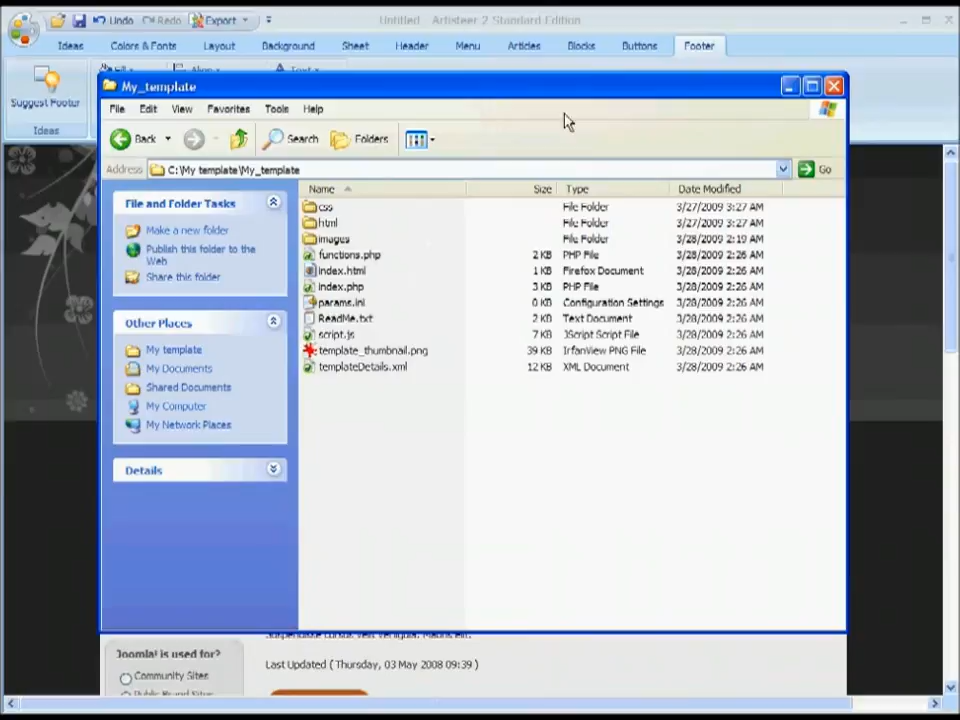 Undo Redo Export Untitled - Artisteer 2 Standard Edition
Ideas Colors & Fonts Layout Background Sheet Header Menu Articles Blocks Buttons Footer
Suggest Footer
Ideas
My_template
File Edit View Favorites Tools Help
Back Search Folders
Address C:\My template\My_template Go
File and Folder Tasks
Make a new folder
Publish this folder to the
Web
Share this folder
Other Places
My template
My Documents
Shared Documents
My Computer
My Network Places
Details
Name Size Type Date Modified
css File Folder 3/27/2009 3:27 AM
html File Folder 3/27/2009 3:27 AM
images File Folder 3/28/2009 2:19 AM
functions.php 2 KB PHP File 3/28/2009 2:26 AM
index.html 1 KB Firefox Document 3/28/2009 2:26 AM
index.php 3 KB PHP File 3/28/2009 2:26 AM
params.ini 0 KB Configuration Settings 3/28/2009 2:26 AM
ReadMe.txt 2 KB Text Document 3/28/2009 2:26 AM
script.js 7 KB JScript Script File 3/28/2009 2:26 AM
template_thumbnail.png 39 KB IrfanView PNG File 3/28/2009 2:26 AM
templateDetails.xml 12 KB XML Document 3/28/2009 2:26 AM
Joomla! is used for?
Community Sites
Last Updated ( Thursday, 03 May 2008 09:39 )